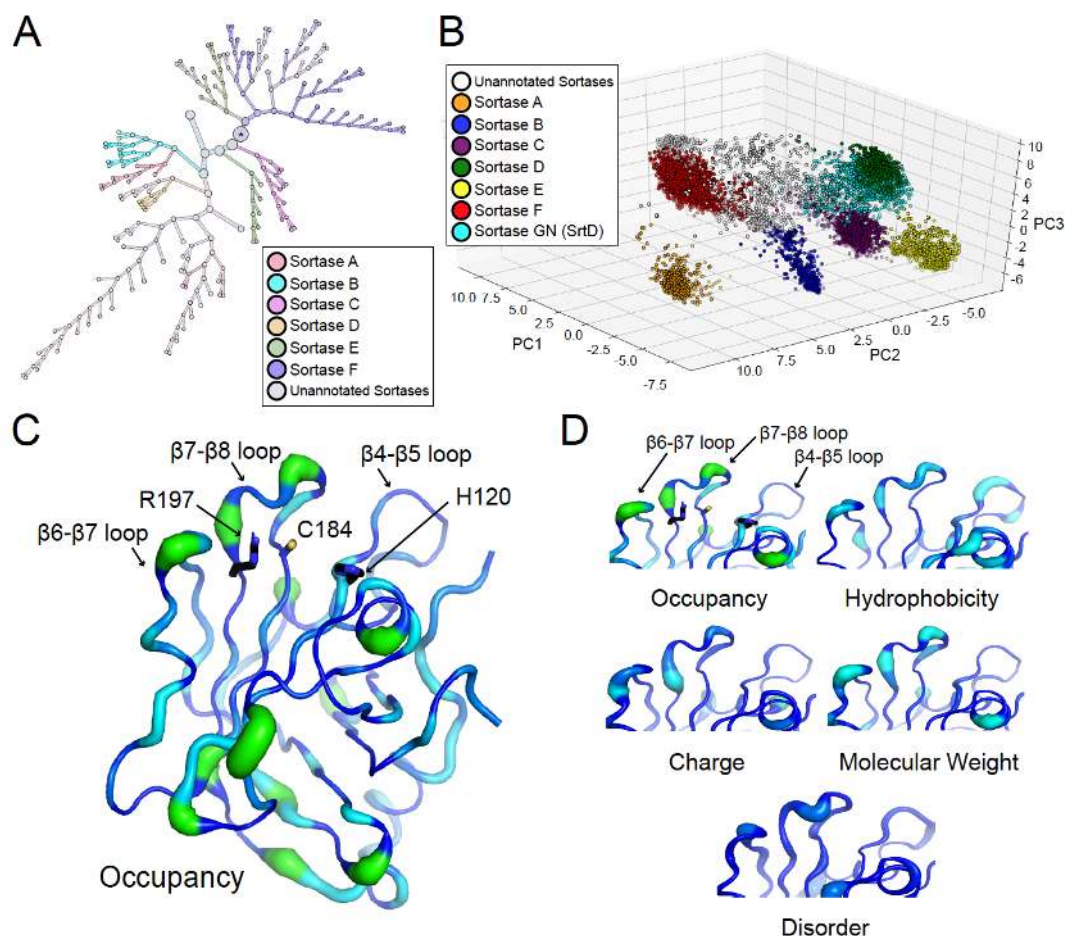 A
Sortase A
Sortase B
Sortase C
Sortase D
Sortase E
Sortase F
Unannotated Sortases
B
Unannotated Sortases
Sortase A
Sortase B
Sortase C
Sortase D
Sortase E
Sortase F
Sortase GN (SrtD)
10
8
6
4
2
0
-2
-4
-6
PC3
10.0
7.5
5.0
2.5
0.0
-2.5
-5.0
-7.5
PC1
10.0
7.5
5.0
2.5
0.0
-2.5
-5.0
PC2
C
β7-β8 loop
β4-β5 loop
R197
H120
C184
β6-β7 loop
Occupancy
D
β7-β8 loop
β6-β7 loop
β4-β5 loop
Occupancy
Hydrophobicity
Charge
Molecular Weight
Disorder